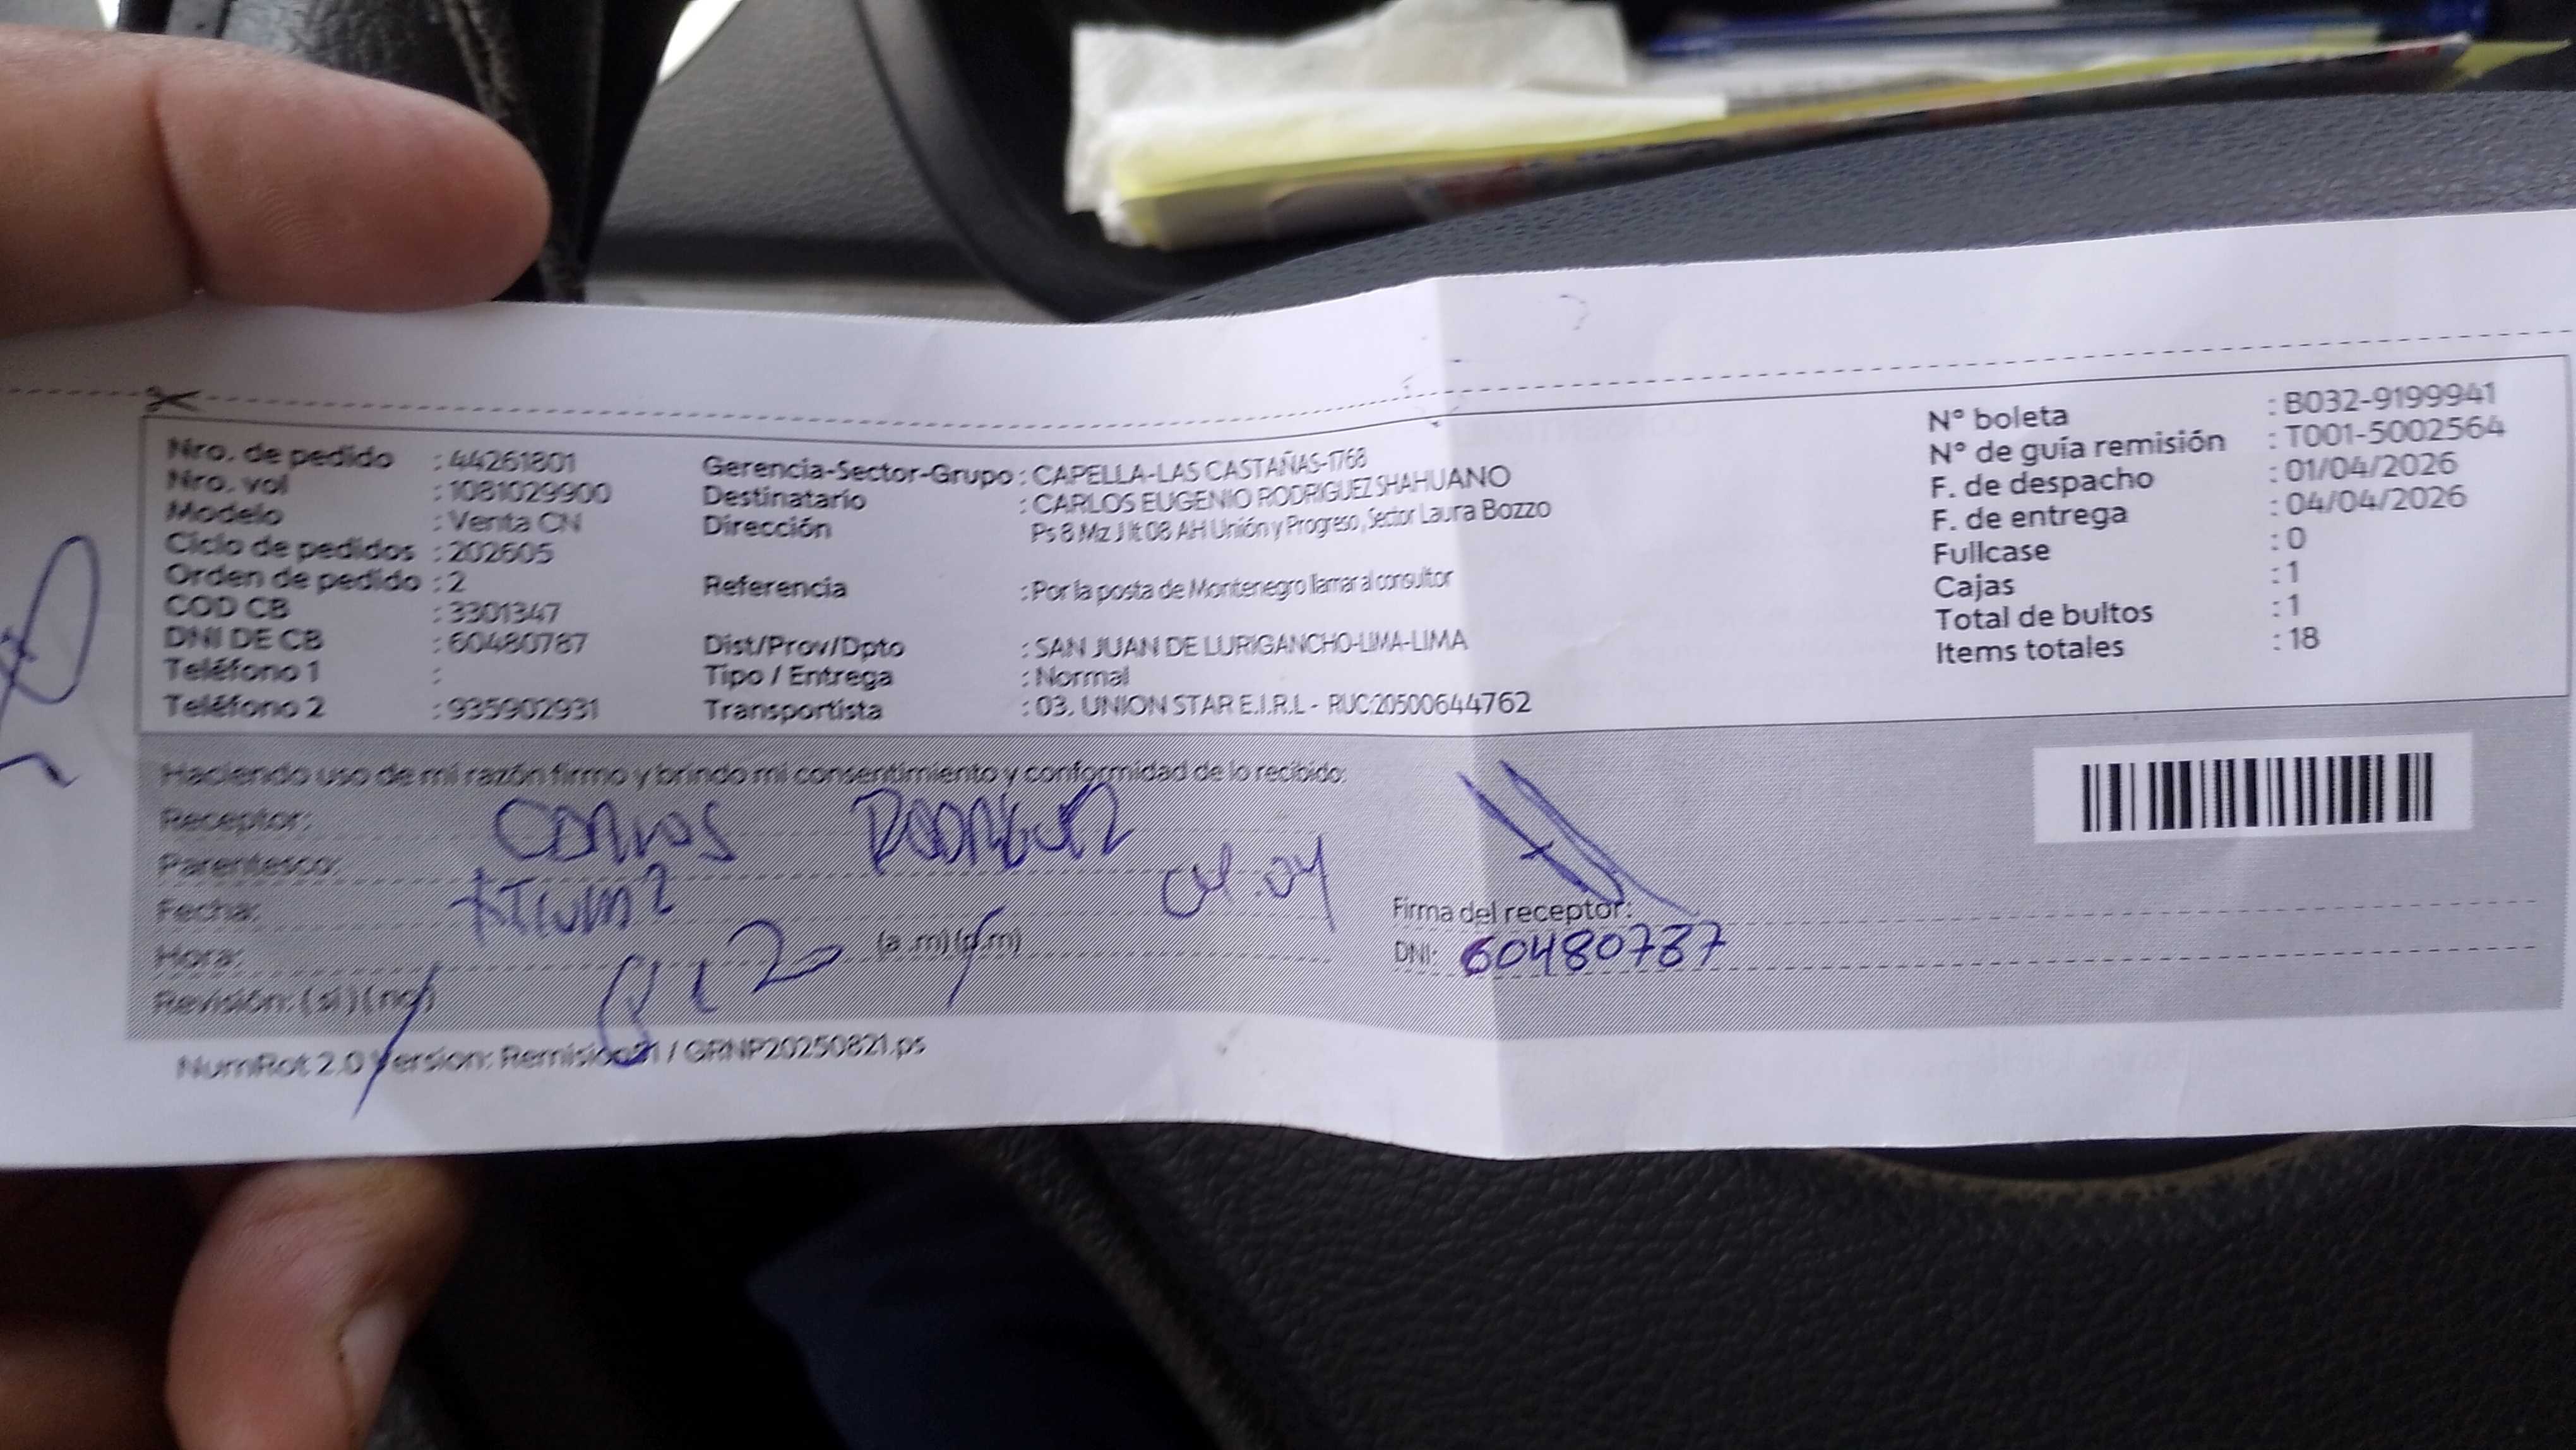 Nro. de pedido : 44261801
Nro. vol : 1081029900
Modelo : Venta CN
Ciclo de pedidos : 202605
Orden de pedido : 2
COD CB : 3301347
DNI DE CB : 60480787
Teléfono 1 :
Teléfono 2 : 935902931
Gerencia-Sector-Grupo : CAPELLA-LAS CASTAÑAS-1768
Destinatario : CARLOS EUGENIO RODRIGUEZ SHAHUANO
Dirección Ps 8 Mz J lt 08 AH Unión y Progreso, Sector Laura Bozzo
Referencia : Por la posta de Montenegro llamar al consultor
Dist/Prov/Dpto : SAN JUAN DE LURIGANCHO-LIMA-LIMA
Tipo / Entrega : Normal
Transportista : 03. UNION STAR E.I.R.L - RUC:20500644762
N° boleta : B032-9199941
N° de guía remisión : T001-5002564
F. de despacho : 01/04/2026
F. de entrega : 04/04/2026
Fullcase : 0
Cajas : 1
Total de bultos : 1
Items totales : 18
Haciendo uso de mi razón firmo y brindo mi consentimiento y conformidad de lo recibido:
Receptor: Carlos Rodriguez
Parentesco:
Fecha: 04.04
Hora: (a .m) (p.m)
Revisión: (si) (no)
Firma del receptor:
DNI: 60480787
NumRot 2.0 Version: Remision21 / GRNP20250821.ps